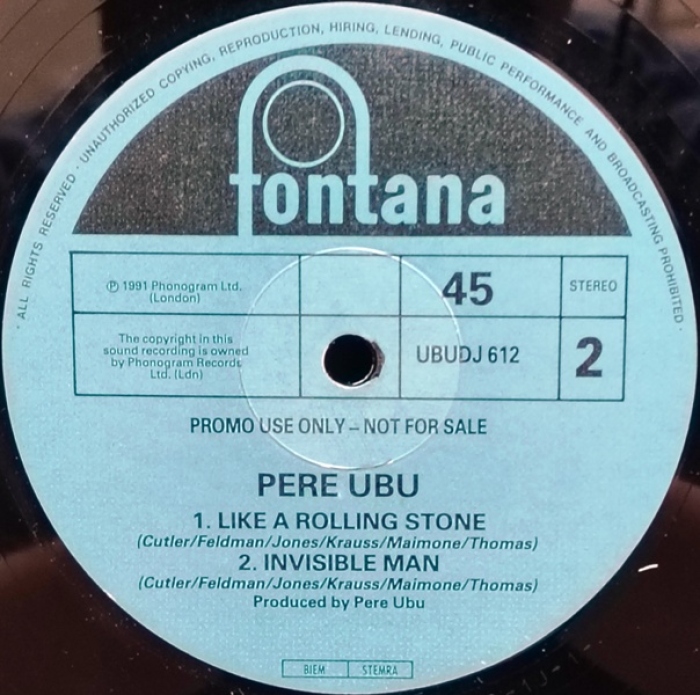 · ALL RIGHTS RESERVED · UNAUTHORIZED COPYING, REPRODUCTION, HIRING, LENDING, PUBLIC PERFORMANCE AND BROADCASTING PROHIBITED ·
fontana
℗ 1991 Phonogram Ltd.
(London)
45
STEREO
The copyright in this
sound recording is owned
by Phonogram Records
Ltd. (Ldn)
UBUDJ 612
2
PROMO USE ONLY – NOT FOR SALE
PERE UBU
1. LIKE A ROLLING STONE
(Cutler/Feldman/Jones/Krauss/Maimone/Thomas)
2. INVISIBLE MAN
(Cutler/Feldman/Jones/Krauss/Maimone/Thomas)
Produced by Pere Ubu
BIEM STEMRA